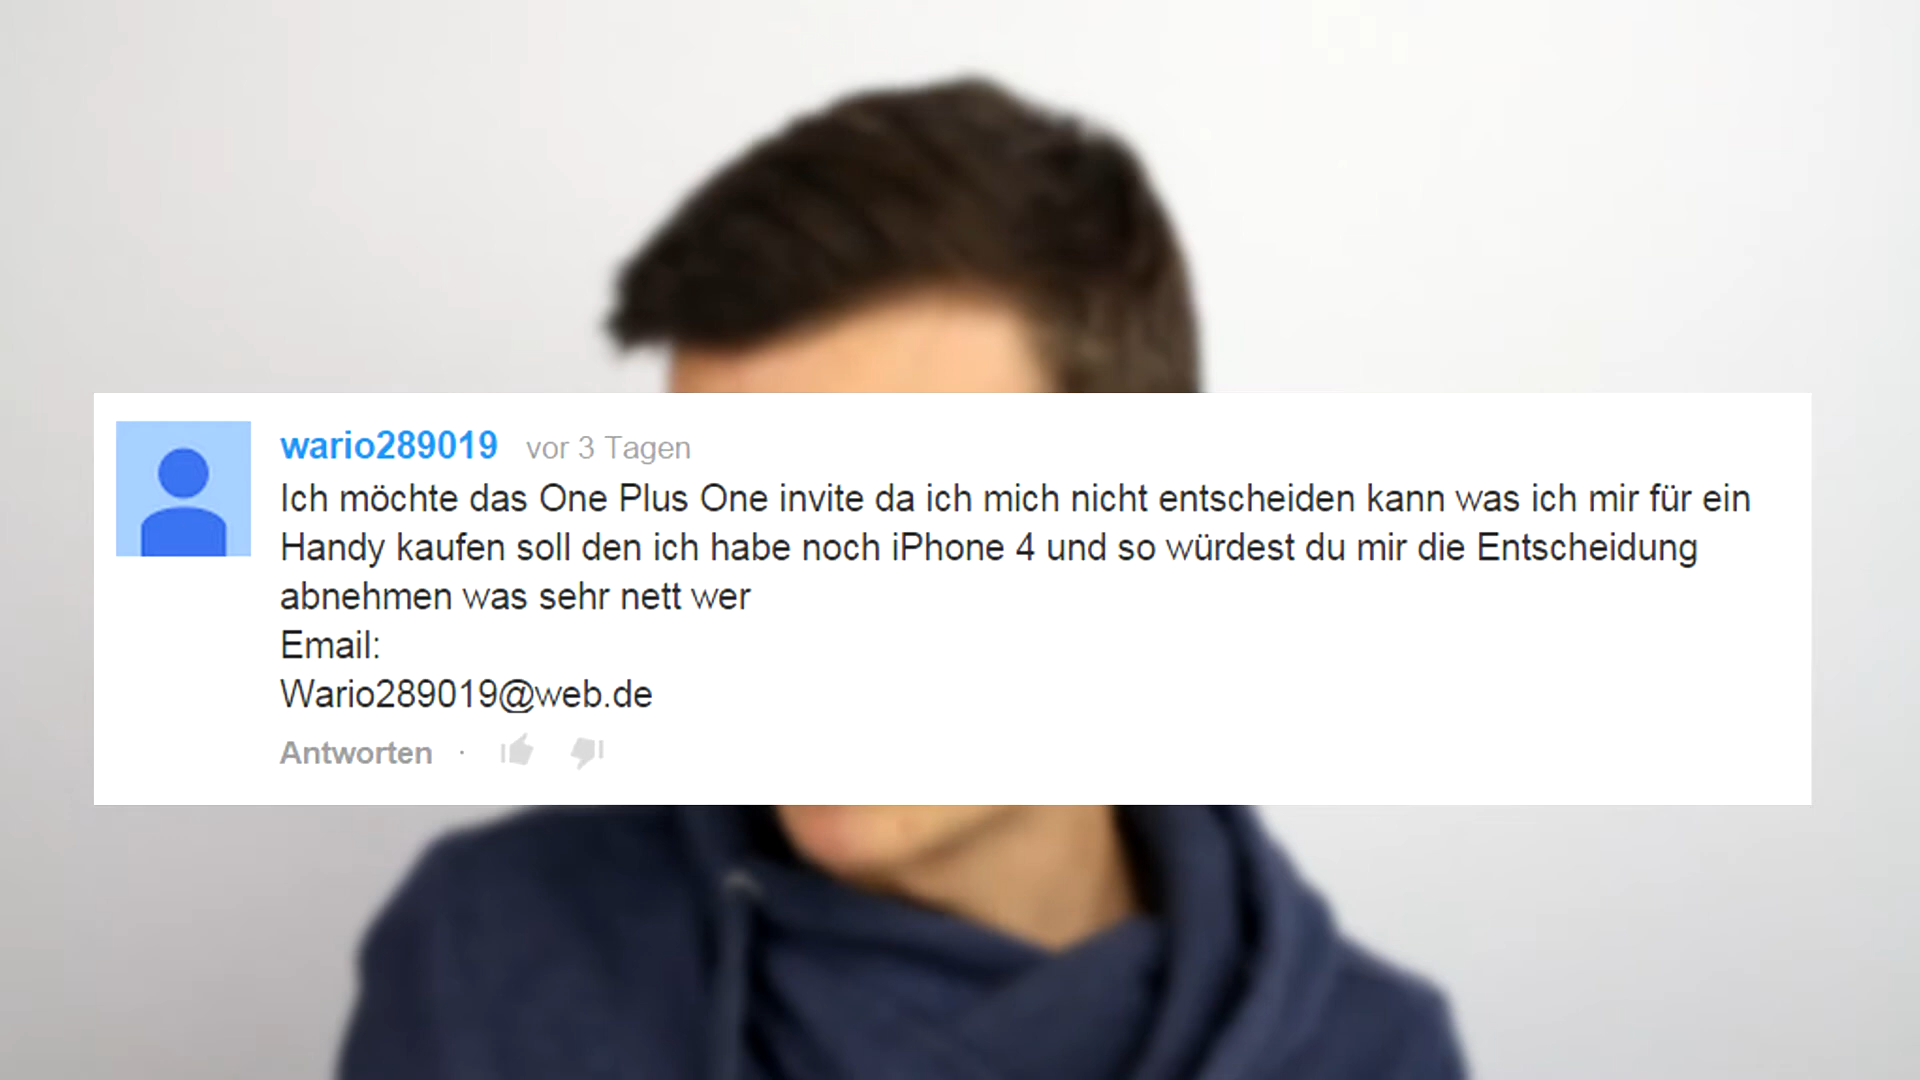 wario289019 vor 3 Tagen
Ich möchte das One Plus One invite da ich mich nicht entscheiden kann was ich mir für ein
Handy kaufen soll den ich habe noch iPhone 4 und so würdest du mir die Entscheidung
abnehmen was sehr nett wer
Email:
Wario289019@web.de
Antworten ·